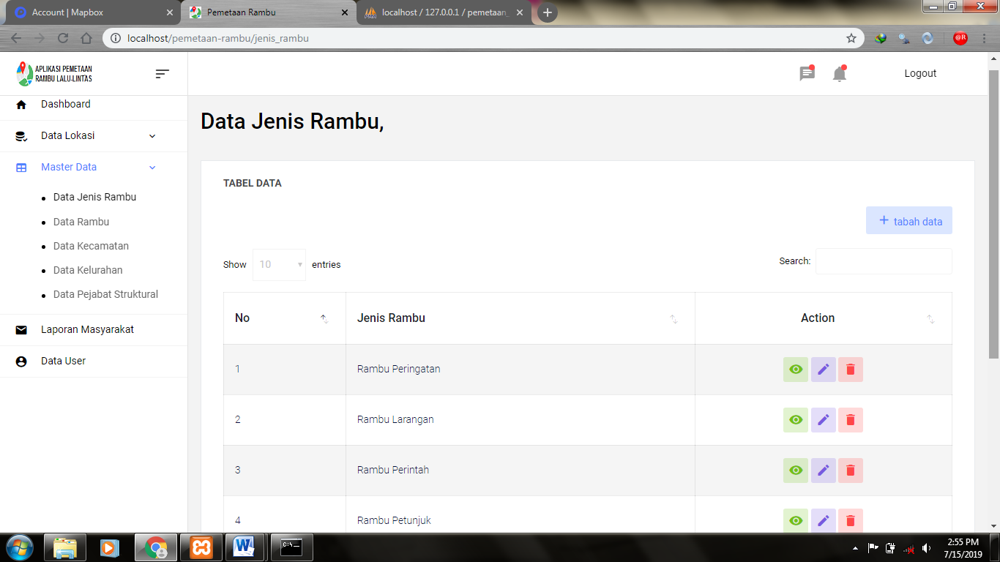 Account | Mapbox
Pemetaan Rambu
localhost / 127.0.0.1 / pemetaan_
localhost/pemetaan-rambu/jenis_rambu
@R
APLIKASI PEMETAAN
RAMBU LALU-LINTAS
Logout
Dashboard
Data Lokasi
Master Data
Data Jenis Rambu
Data Rambu
Data Kecamatan
Data Kelurahan
Data Pejabat Struktural
Laporan Masyarakat
Data User
Data Jenis Rambu,
TABEL DATA
+ tabah data
Show 10 entries
Search:
No Jenis Rambu Action
1 Rambu Peringatan
2 Rambu Larangan
3 Rambu Perintah
4 Rambu Petunjuk
C:\_
2:55 PM
7/15/2019